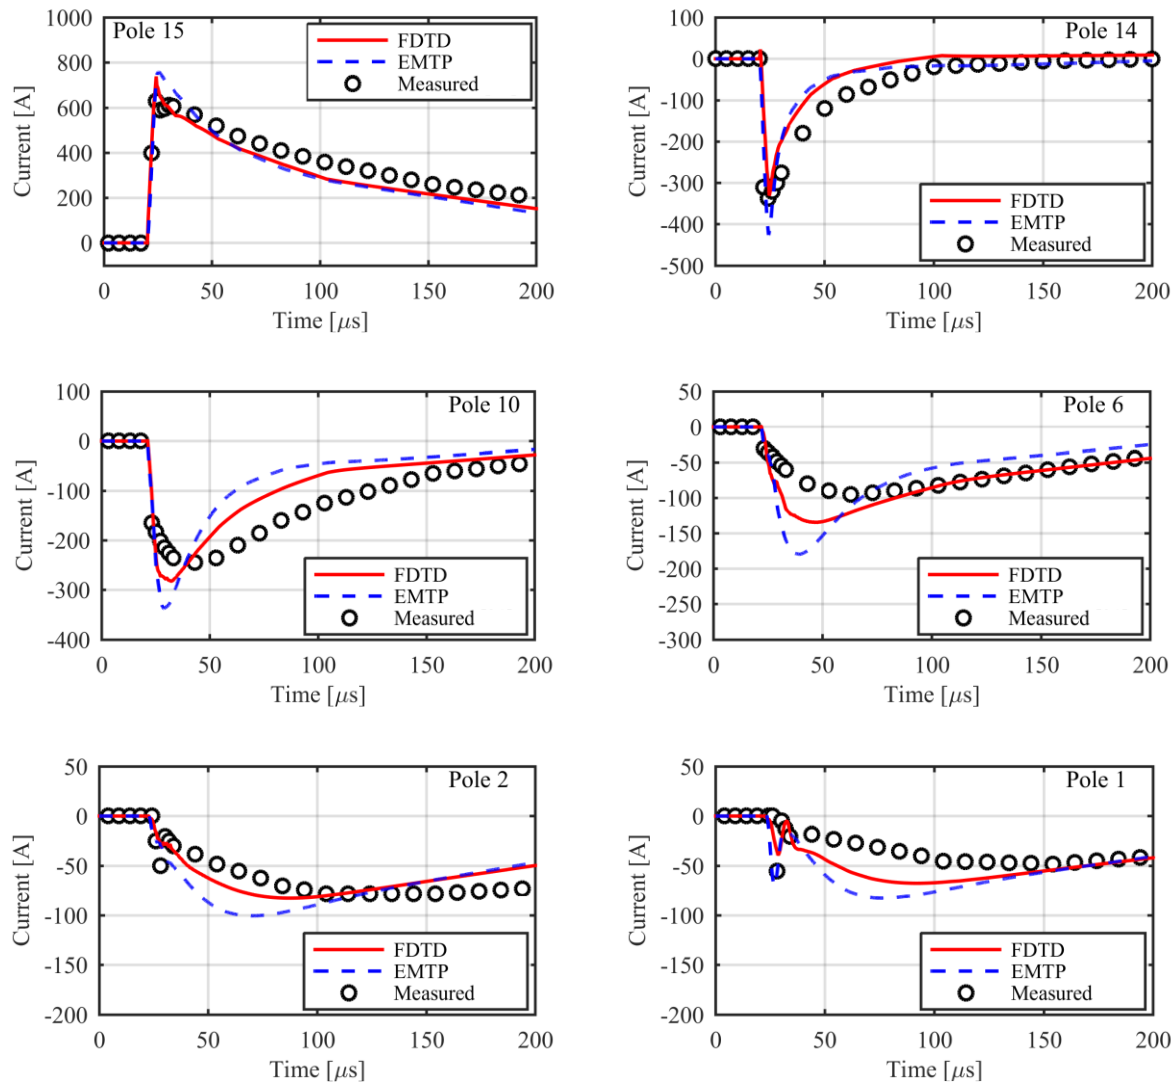 Pole 15
Current [A]
1000
800
600
400
200
0
FDTD
EMTP
Measured
0
50
100
150
200
Time [μs]
Pole 14
Current [A]
100
0
-100
-200
-300
-400
-500
FDTD
EMTP
Measured
0
50
100
150
200
Time [μs]
Pole 10
Current [A]
100
0
-100
-200
-300
-400
FDTD
EMTP
Measured
0
50
100
150
200
Time [μs]
Pole 6
Current [A]
50
0
-50
-100
-150
-200
-250
-300
FDTD
EMTP
Measured
0
50
100
150
200
Time [μs]
Pole 2
Current [A]
50
0
-50
-100
-150
-200
FDTD
EMTP
Measured
0
50
100
150
200
Time [μs]
Pole 1
Current [A]
50
0
-50
-100
-150
-200
FDTD
EMTP
Measured
0
50
100
150
200
Time [μs]